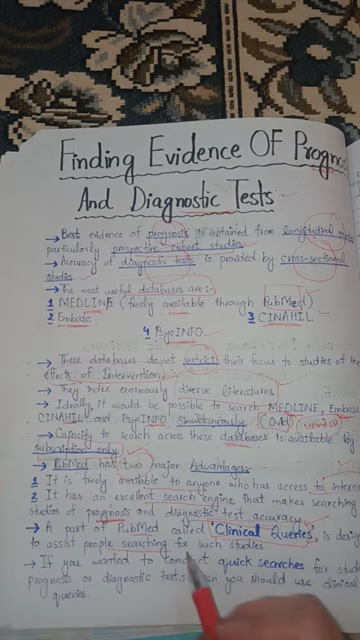 Finding Evidence OF Progno
And Diagnostic Tests
→ Best evidence of prognosis is obtained from longitudinal
particularly prospective cohort studies
→ Accuracy of diagnostic tests is provided by cross-sectional
studies
→ The most useful databases are:-
1 MEDLINE (freely available through PubMed)
2 Embase 3 CINAHIL
4 PsycINFO
→ These databases donot restrict their focus to studies of the
effects of Intervention
→ They index enormously diverse literatures
→ Ideally, it would be possible to search MEDLINE, Embase
CINAHIL and PsycINFO simultaneously (Ovid)
→ Capacity to search across these databases is available by
subscription only
→ PubMed has two major Advantages:-
1 It is freely available to anyone who has access to intern
2 It has an excellent search engine that makes searching
studies of prognosis and diagnostic test accuracy
→ A part of PubMed called "Clinical Queries", is desig
to assist people searching for such studies
→ If you wanted to conduct quick searches for stud
prognosis or diagnostic tests then you should use clinical
queries.